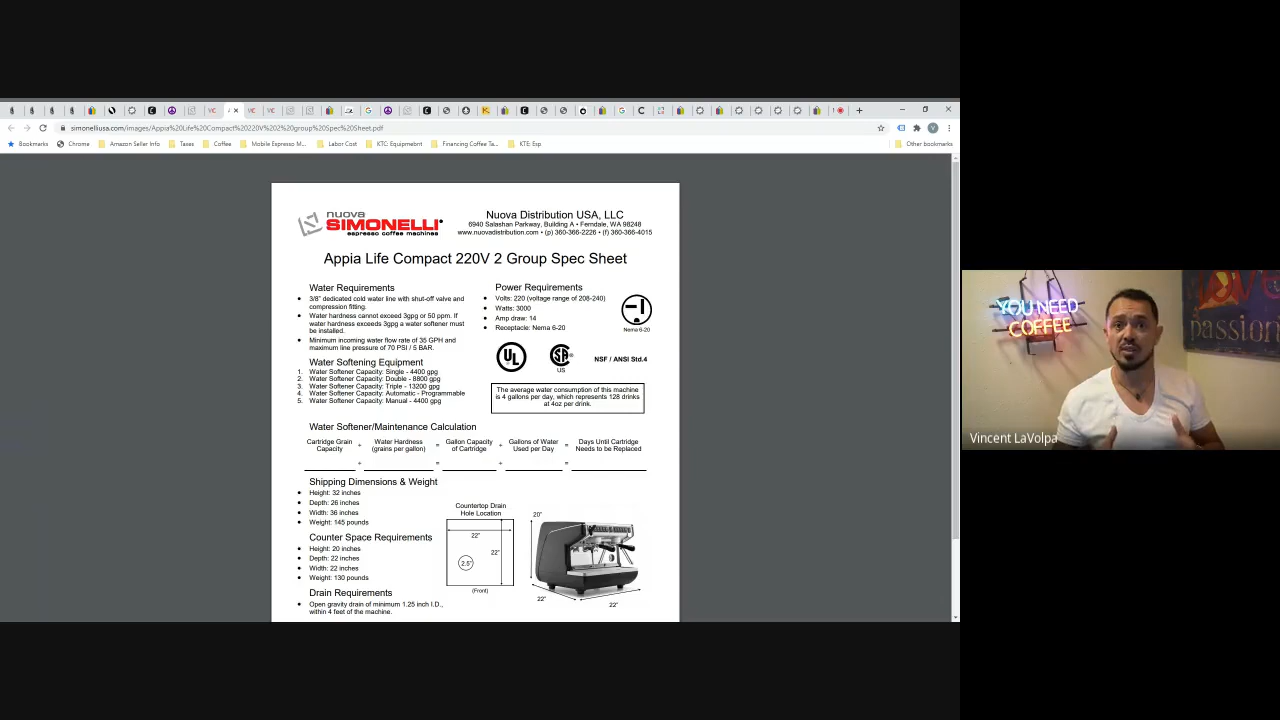 simonelliusa.com/images/Appia%20Life%20Compact%20220V%202%20group%20Spec%20Sheet.pdf
Bookmarks
Chrome
Amazon Seller Info
Taxes
Coffee
Mobile Espresso M...
Labor Cost
KTC: Equipmebnt
Financing Coffee Ta...
KTE: Esp
Other bookmarks
nuova
SIMONELLI
espresso coffee machines
Nuova Distribution USA, LLC
6940 Salashan Parkway, Building A • Ferndale, WA 98248
www.nuovadistribution.com • (p) 360-366-2226 • (f) 360-366-4015
Appia Life Compact 220V 2 Group Spec Sheet
Water Requirements
• 3/8" dedicated cold water line with shut-off valve and
compression fitting.
• Water hardness cannot exceed 3gpg or 50 ppm. If
water hardness exceeds 3gpg a water softener must
be installed.
• Minimum incoming water flow rate of 35 GPH and
maximum line pressure of 70 PSI / 5 BAR.
Water Softening Equipment
1. Water Softener Capacity: Single - 4400 gpg
2. Water Softener Capacity: Double - 8800 gpg
3. Water Softener Capacity: Triple - 13200 gpg
4. Water Softener Capacity: Automatic - Programmable
5. Water Softener Capacity: Manual - 4400 gpg
Power Requirements
• Volts: 220 (voltage range of 208-240)
• Watts: 3000
• Amp draw: 14
• Receptacle: Nema 6-20
Nema 6-20
UL
SA
US
NSF / ANSI Std.4
The average water consumption of this machine
is 4 gallons per day, which represents 128 drinks
at 4oz per drink.
Water Softener/Maintenance Calculation
Cartridge Grain Capacity ÷ Water Hardness (grains per gallon) = Gallon Capacity of Cartridge ÷ Gallons of Water Used per Day = Days Until Cartridge Needs to be Replaced
÷ = ÷ =
Shipping Dimensions & Weight
• Height: 32 inches
• Depth: 26 inches
• Width: 36 inches
• Weight: 145 pounds
Counter Space Requirements
• Height: 20 inches
• Depth: 22 inches
• Width: 22 inches
• Weight: 130 pounds
Drain Requirements
• Open gravity drain of minimum 1.25 inch I.D.,
within 4 feet of the machine.
Countertop Drain
Hole Location
22"
22"
2.5"
(Front)
20"
22"
22"
YOU NEED
COFFEE
passion
Vincent LaVolpa